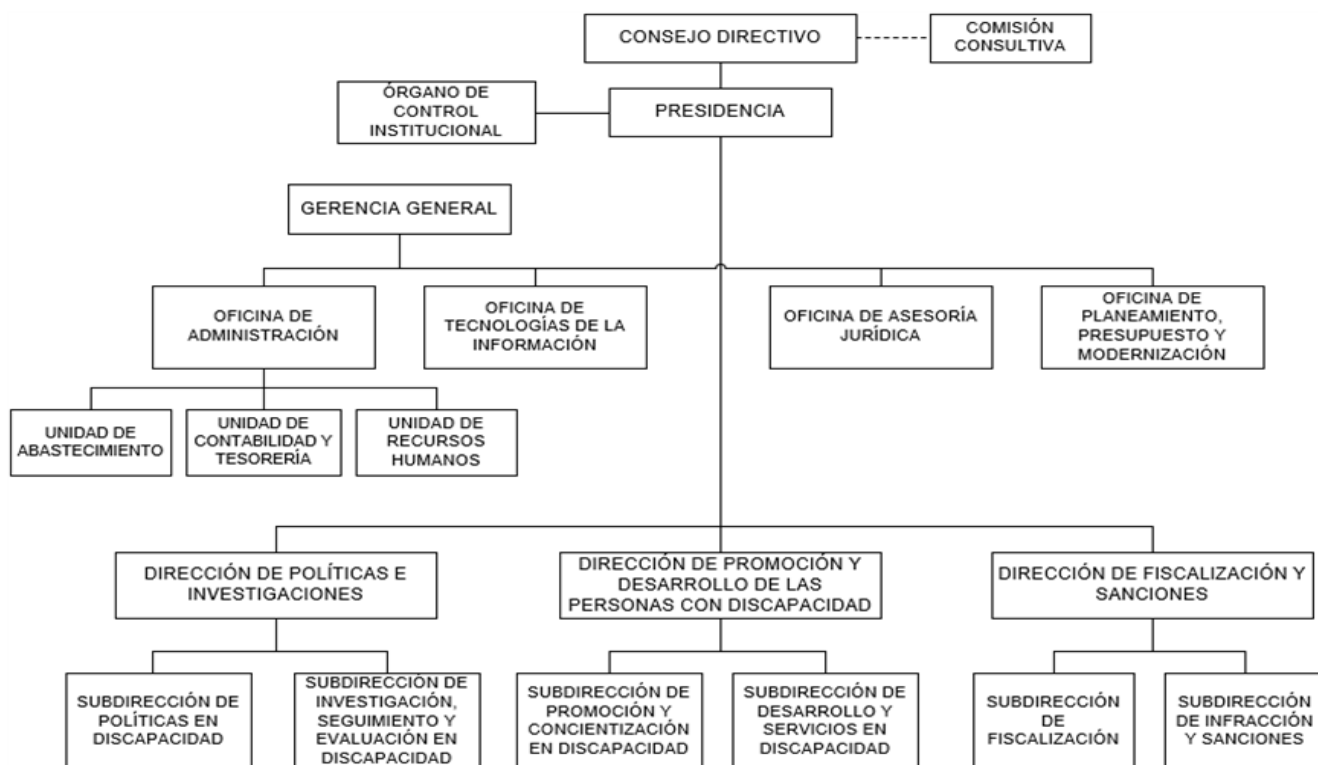 CONSEJO DIRECTIVO
COMISIÓN
CONSULTIVA
ÓRGANO DE
CONTROL
INSTITUCIONAL
PRESIDENCIA
GERENCIA GENERAL
OFICINA DE
ADMINISTRACIÓN
OFICINA DE
TECNOLOGÍAS DE LA
INFORMACIÓN
OFICINA DE ASESORÍA
JURÍDICA
OFICINA DE
PLANEAMIENTO,
PRESUPUESTO Y
MODERNIZACIÓN
UNIDAD DE
ABASTECIMIENTO
UNIDAD DE
CONTABILIDAD Y
TESORERÍA
UNIDAD DE
RECURSOS
HUMANOS
DIRECCIÓN DE POLÍTICAS E
INVESTIGACIONES
DIRECCIÓN DE PROMOCIÓN Y
DESARROLLO DE LAS
PERSONAS CON DISCAPACIDAD
DIRECCIÓN DE FISCALIZACIÓN Y
SANCIONES
SUBDIRECCIÓN DE
POLÍTICAS EN
DISCAPACIDAD
SUBDIRECCIÓN DE
INVESTIGACIÓN,
SEGUIMIENTO Y
EVALUACIÓN EN
DISCAPACIDAD
SUBDIRECCIÓN DE
PROMOCIÓN Y
CONCIENTIZACIÓN
EN DISCAPACIDAD
SUBDIRECCIÓN DE
DESARROLLO Y
SERVICIOS EN
DISCAPACIDAD
SUBDIRECCIÓN
DE
FISCALIZACIÓN
SUBDIRECCIÓN
DE INFRACCIÓN
Y SANCIONES